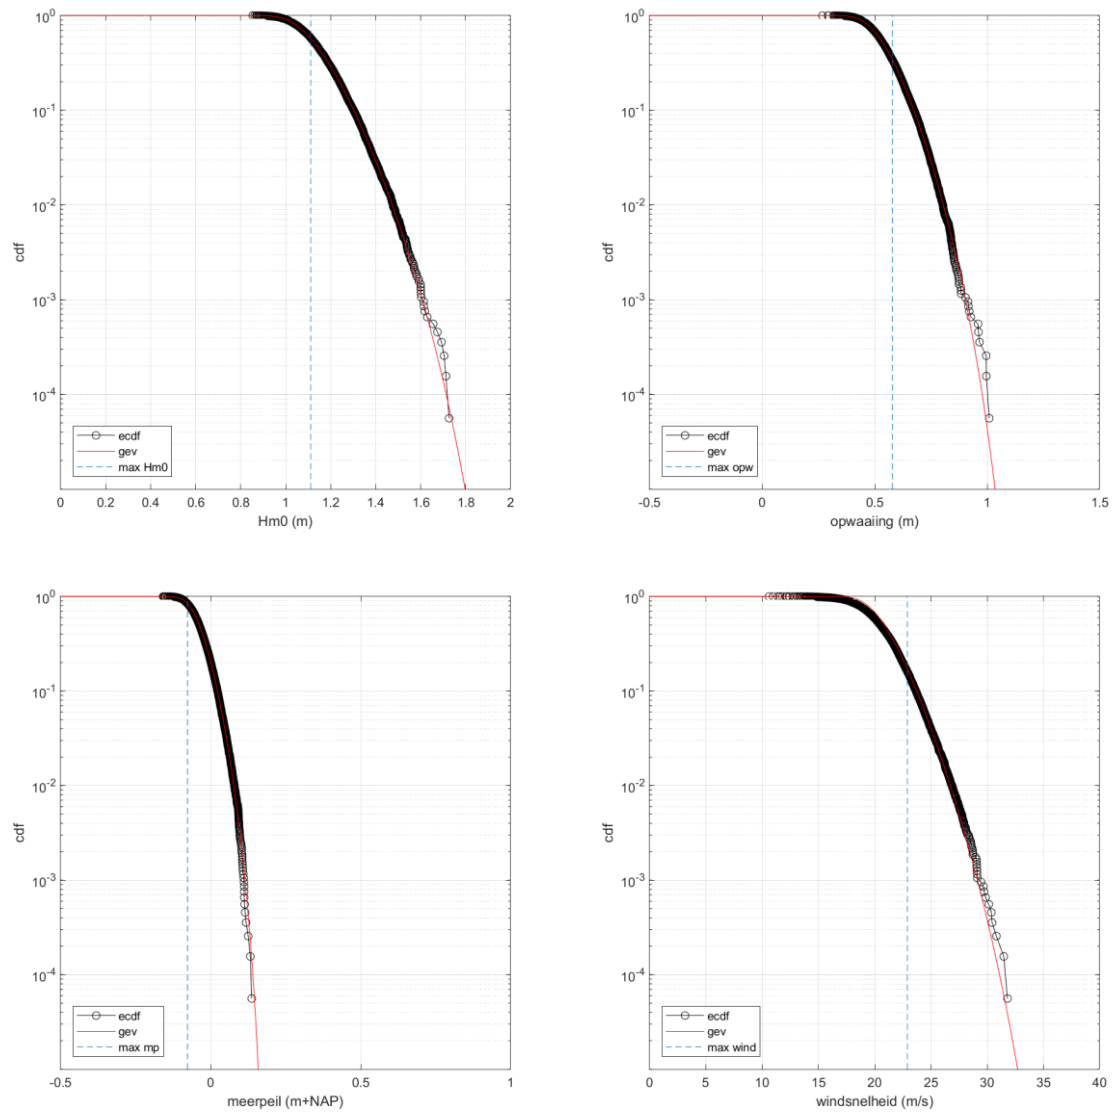 10^0
10^-1
10^-2
10^-3
10^-4
cdf
ecdf
gev
max Hm0
0 0.2 0.4 0.6 0.8 1 1.2 1.4 1.6 1.8 2
Hm0 (m)
10^0
10^-1
10^-2
10^-3
10^-4
cdf
ecdf
gev
max opw
-0.5 0 0.5 1 1.5
opwaaiing (m)
10^0
10^-1
10^-2
10^-3
10^-4
cdf
ecdf
gev
max mp
-0.5 0 0.5 1
meerpeil (m+NAP)
10^0
10^-1
10^-2
10^-3
10^-4
cdf
ecdf
gev
max wind
0 5 10 15 20 25 30 35 40
windsnelheid (m/s)